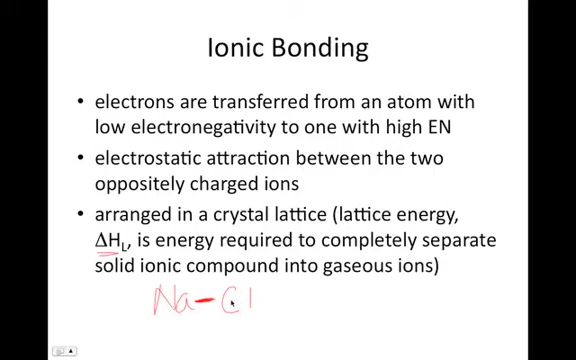 Ionic Bonding
• electrons are transferred from an atom with
low electronegativity to one with high EN
• electrostatic attraction between the two
oppositely charged ions
• arranged in a crystal lattice (lattice energy,
ΔHL, is energy required to completely separate
solid ionic compound into gaseous ions)
Na-Cl